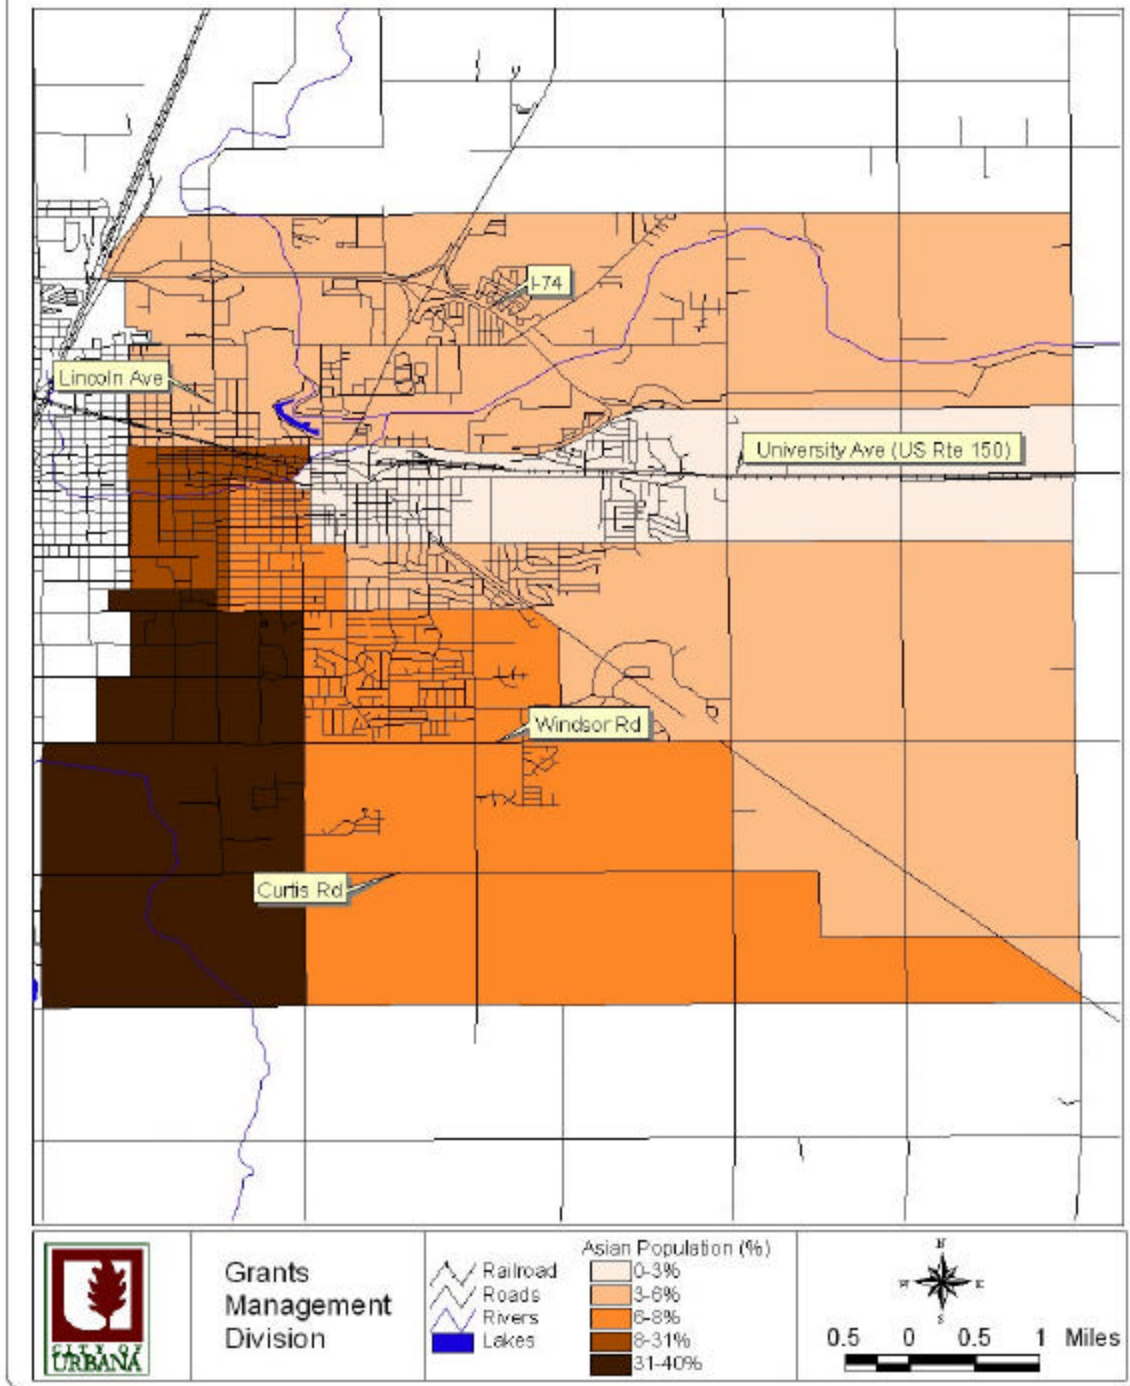 I-74
Lincoln Ave
University Ave (US Rte 150)
Windsor Rd
Curtis Rd
CITY OF
URBANA
Grants
Management
Division
Railroad
Roads
Rivers
Lakes
Asian Population (%)
0-3%
3-6%
6-8%
8-31%
31-40%
N
W E
S
0.5 0 0.5 1 Miles